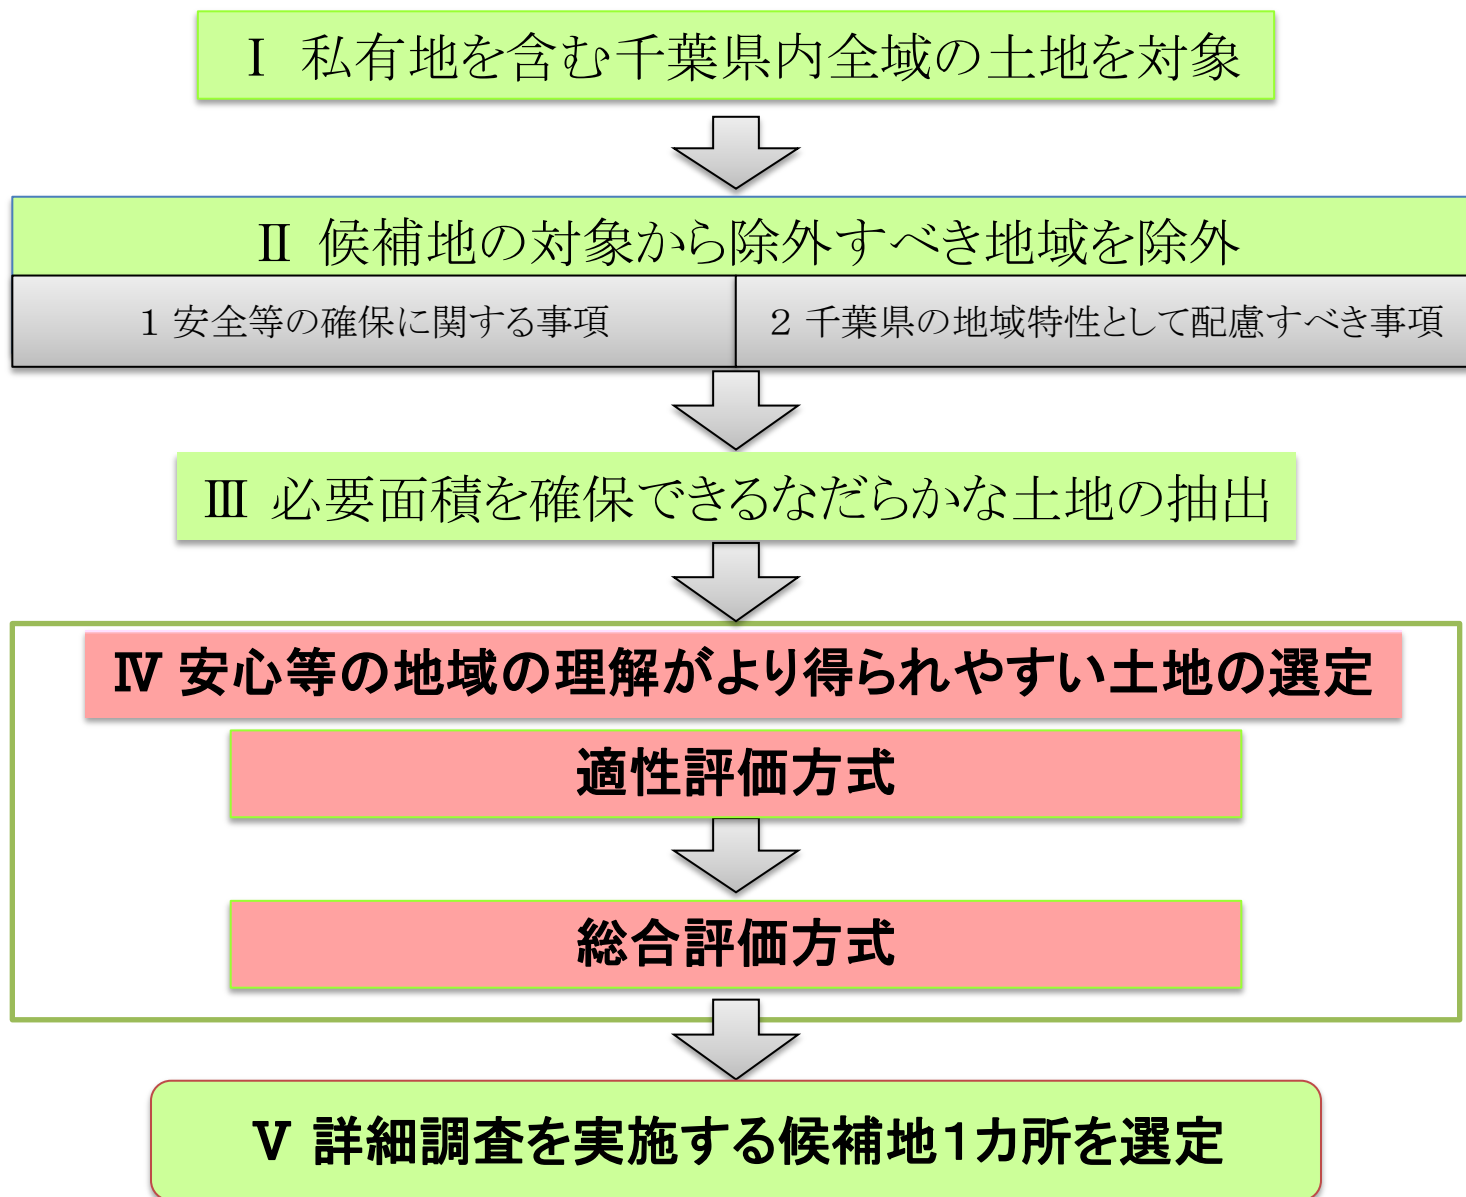 Ⅰ 私有地を含む千葉県内全域の土地を対象
Ⅱ 候補地の対象から除外すべき地域を除外
１ 安全等の確保に関する事項
２ 千葉県の地域特性として配慮すべき事項
Ⅲ 必要面積を確保できるなだらかな土地の抽出
Ⅳ 安心等の地域の理解がより得られやすい土地の選定
適性評価方式
総合評価方式
Ⅴ 詳細調査を実施する候補地１カ所を選定